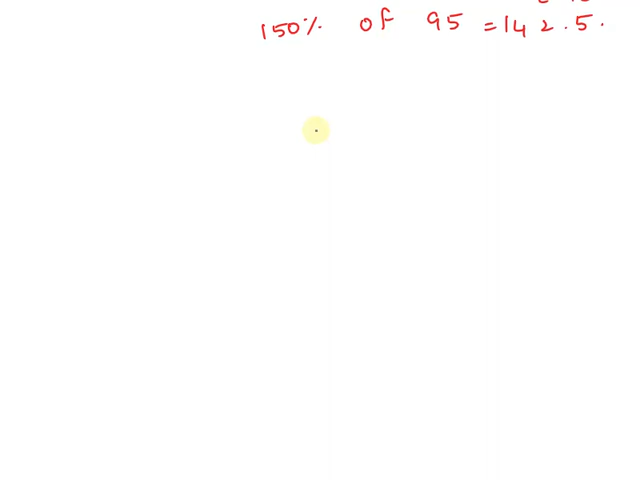 150% of 95 = 142.5.